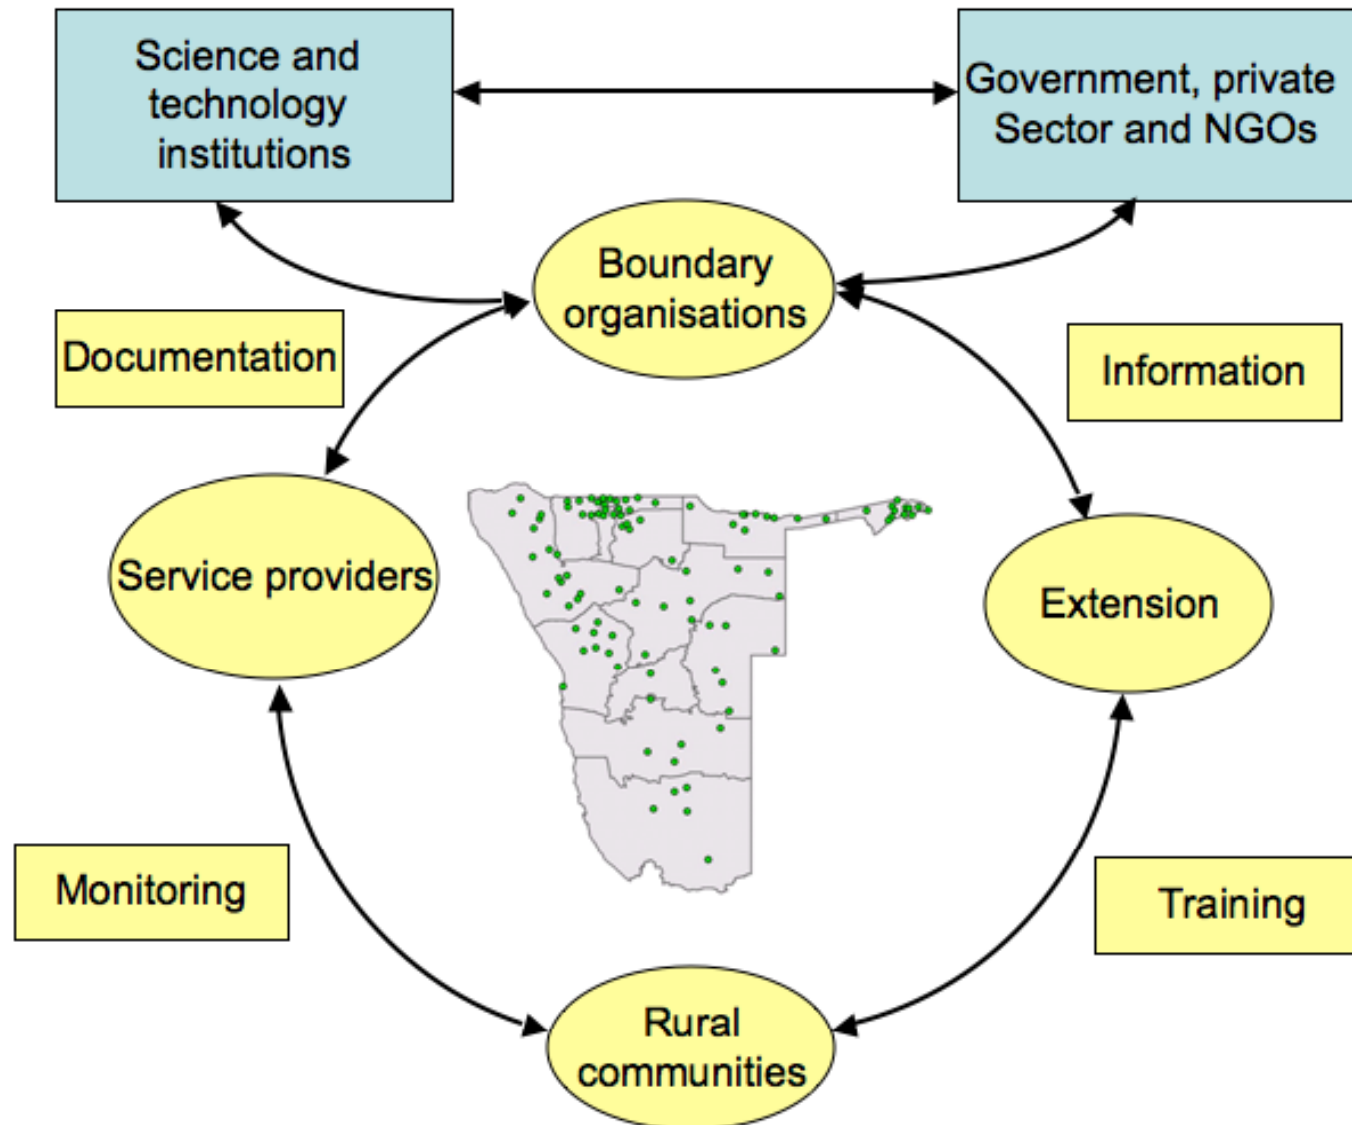 Science and
technology
institutions
Government, private
Sector and NGOs
Boundary
organisations
Documentation
Information
Service providers
Extension
Monitoring
Training
Rural
communities